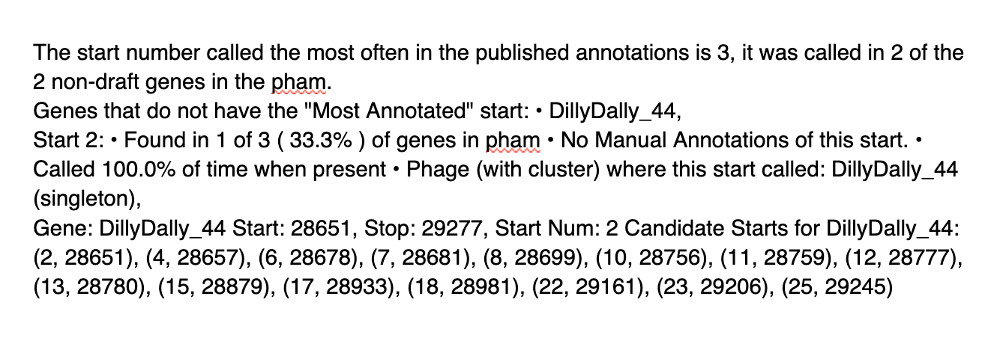 The start number called the most often in the published annotations is 3, it was called in 2 of the
2 non-draft genes in the pham.
Genes that do not have the "Most Annotated" start: • DillyDally_44,
Start 2: • Found in 1 of 3 ( 33.3% ) of genes in pham • No Manual Annotations of this start. •
Called 100.0% of time when present • Phage (with cluster) where this start called: DillyDally_44
(singleton),
Gene: DillyDally_44 Start: 28651, Stop: 29277, Start Num: 2 Candidate Starts for DillyDally_44:
(2, 28651), (4, 28657), (6, 28678), (7, 28681), (8, 28699), (10, 28756), (11, 28759), (12, 28777),
(13, 28780), (15, 28879), (17, 28933), (18, 28981), (22, 29161), (23, 29206), (25, 29245)